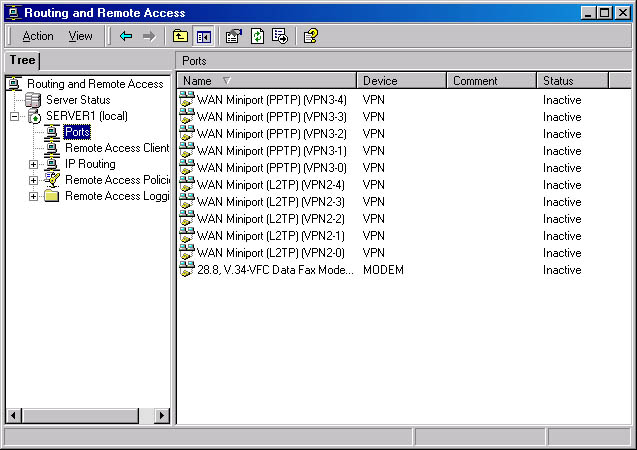 Routing and Remote Access
Action View
Tree
Ports
Routing and Remote Access
Server Status
SERVER1 (local)
Ports
Remote Access Client
IP Routing
Remote Access Policie
Remote Access Loggi
Name Device Comment Status
WAN Miniport (PPTP) (VPN3-4) VPN Inactive
WAN Miniport (PPTP) (VPN3-3) VPN Inactive
WAN Miniport (PPTP) (VPN3-2) VPN Inactive
WAN Miniport (PPTP) (VPN3-1) VPN Inactive
WAN Miniport (PPTP) (VPN3-0) VPN Inactive
WAN Miniport (L2TP) (VPN2-4) VPN Inactive
WAN Miniport (L2TP) (VPN2-3) VPN Inactive
WAN Miniport (L2TP) (VPN2-2) VPN Inactive
WAN Miniport (L2TP) (VPN2-1) VPN Inactive
WAN Miniport (L2TP) (VPN2-0) VPN Inactive
28.8, V.34-VFC Data Fax Mode... MODEM Inactive